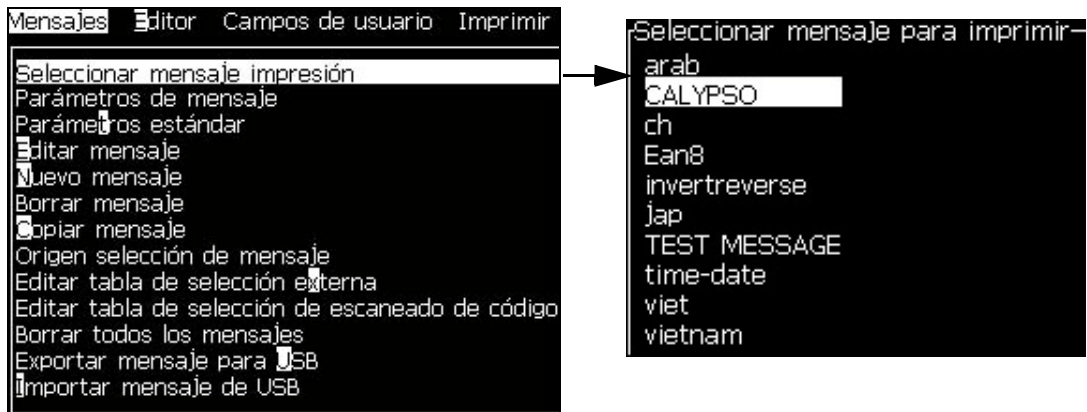 Mensajes Editor Campos de usuario Imprimir
Seleccionar mensaje impresión
Parámetros de mensaje
Parámetros estándar
Editar mensaje
Nuevo mensaje
Borrar mensaje
Copiar mensaje
Origen selección de mensaje
Editar tabla de selección externa
Editar tabla de selección de escaneado de código
Borrar todos los mensajes
Exportar mensaje para USB
Importar mensaje de USB
Seleccionar mensaje para imprimir
arab
CALYPSO
ch
Ean8
invertreverse
jap
TEST MESSAGE
time-date
viet
vietnam